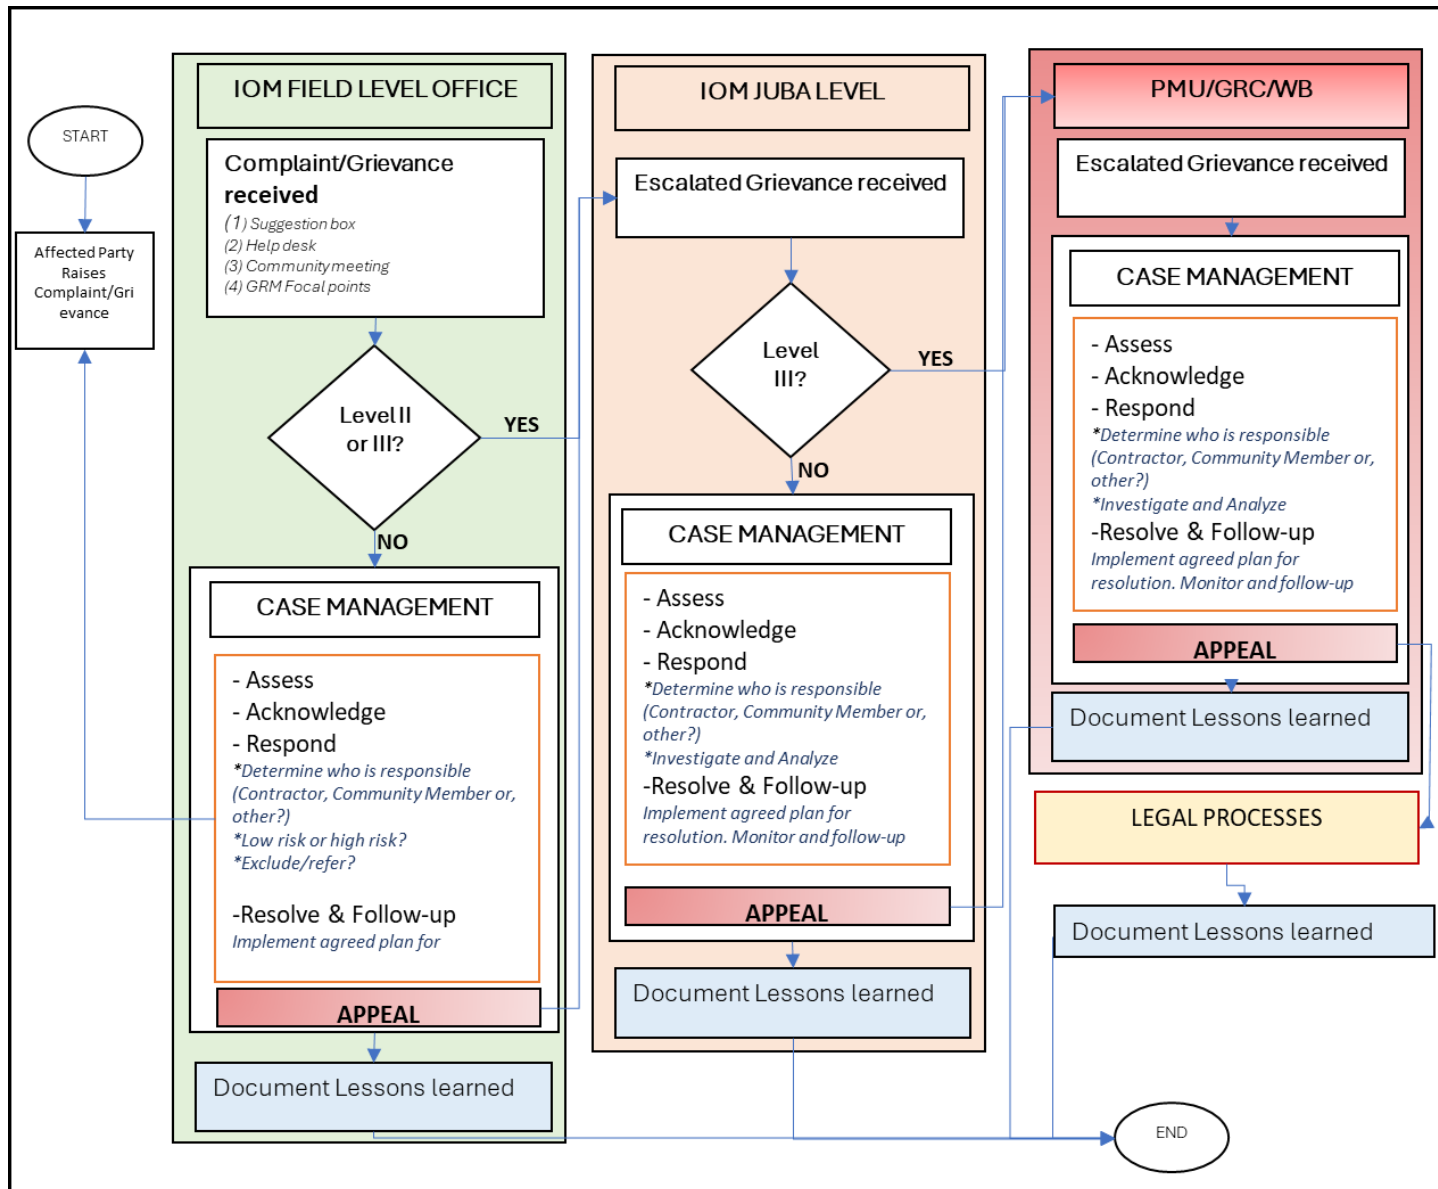 START
Affected Party
Raises
Complaint/Gri
evance
IOM FIELD LEVEL OFFICE
Complaint/Grievance
received
(1) Suggestion box
(2) Help desk
(3) Community meeting
(4) GRM Focal points
Level II
or III?
YES
NO
CASE MANAGEMENT
- Assess
- Acknowledge
- Respond
*Determine who is responsible
(Contractor, Community Member or,
other?)
*Low risk or high risk?
*Exclude/refer?
-Resolve & Follow-up
Implement agreed plan for
APPEAL
Document Lessons learned
IOM JUBA LEVEL
Escalated Grievance received
Level
III?
YES
NO
CASE MANAGEMENT
- Assess
- Acknowledge
- Respond
*Determine who is responsible
(Contractor, Community Member or,
other?)
*Investigate and Analyze
-Resolve & Follow-up
Implement agreed plan for
resolution. Monitor and follow-up
APPEAL
Document Lessons learned
PMU/GRC/WB
Escalated Grievance received
CASE MANAGEMENT
- Assess
- Acknowledge
- Respond
*Determine who is responsible
(Contractor, Community Member or,
other?)
*Investigate and Analyze
-Resolve & Follow-up
Implement agreed plan for
resolution. Monitor and follow-up
APPEAL
Document Lessons learned
LEGAL PROCESSES
Document Lessons learned
END